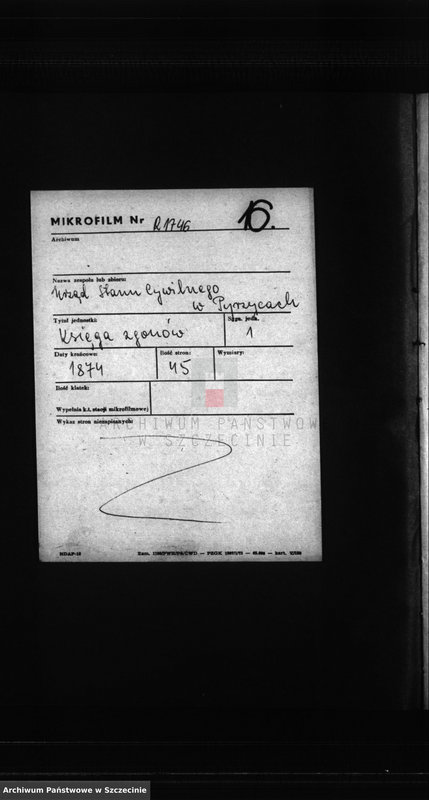 MIKROFILM Nr R 1746 16.
Archiwum
Nazwa zespołu lub zbioru:
Urząd Stanu Cywilnego
w Pyrzycach
Tytuł jednostki: Sygn. jedn.
Księga zgonów 1
Daty krańcowe: Ilość stron: Wymiary:
1874 45
Ilość klatek:
Wypełnia k.t. stacji mikrofilmowej
Wykaz stron niezapisanych:
ARCHIWUM PAŃSTWOWE
W SZCZECINIE
NDAP-10
Archiwum Państwowe w Szczecinie